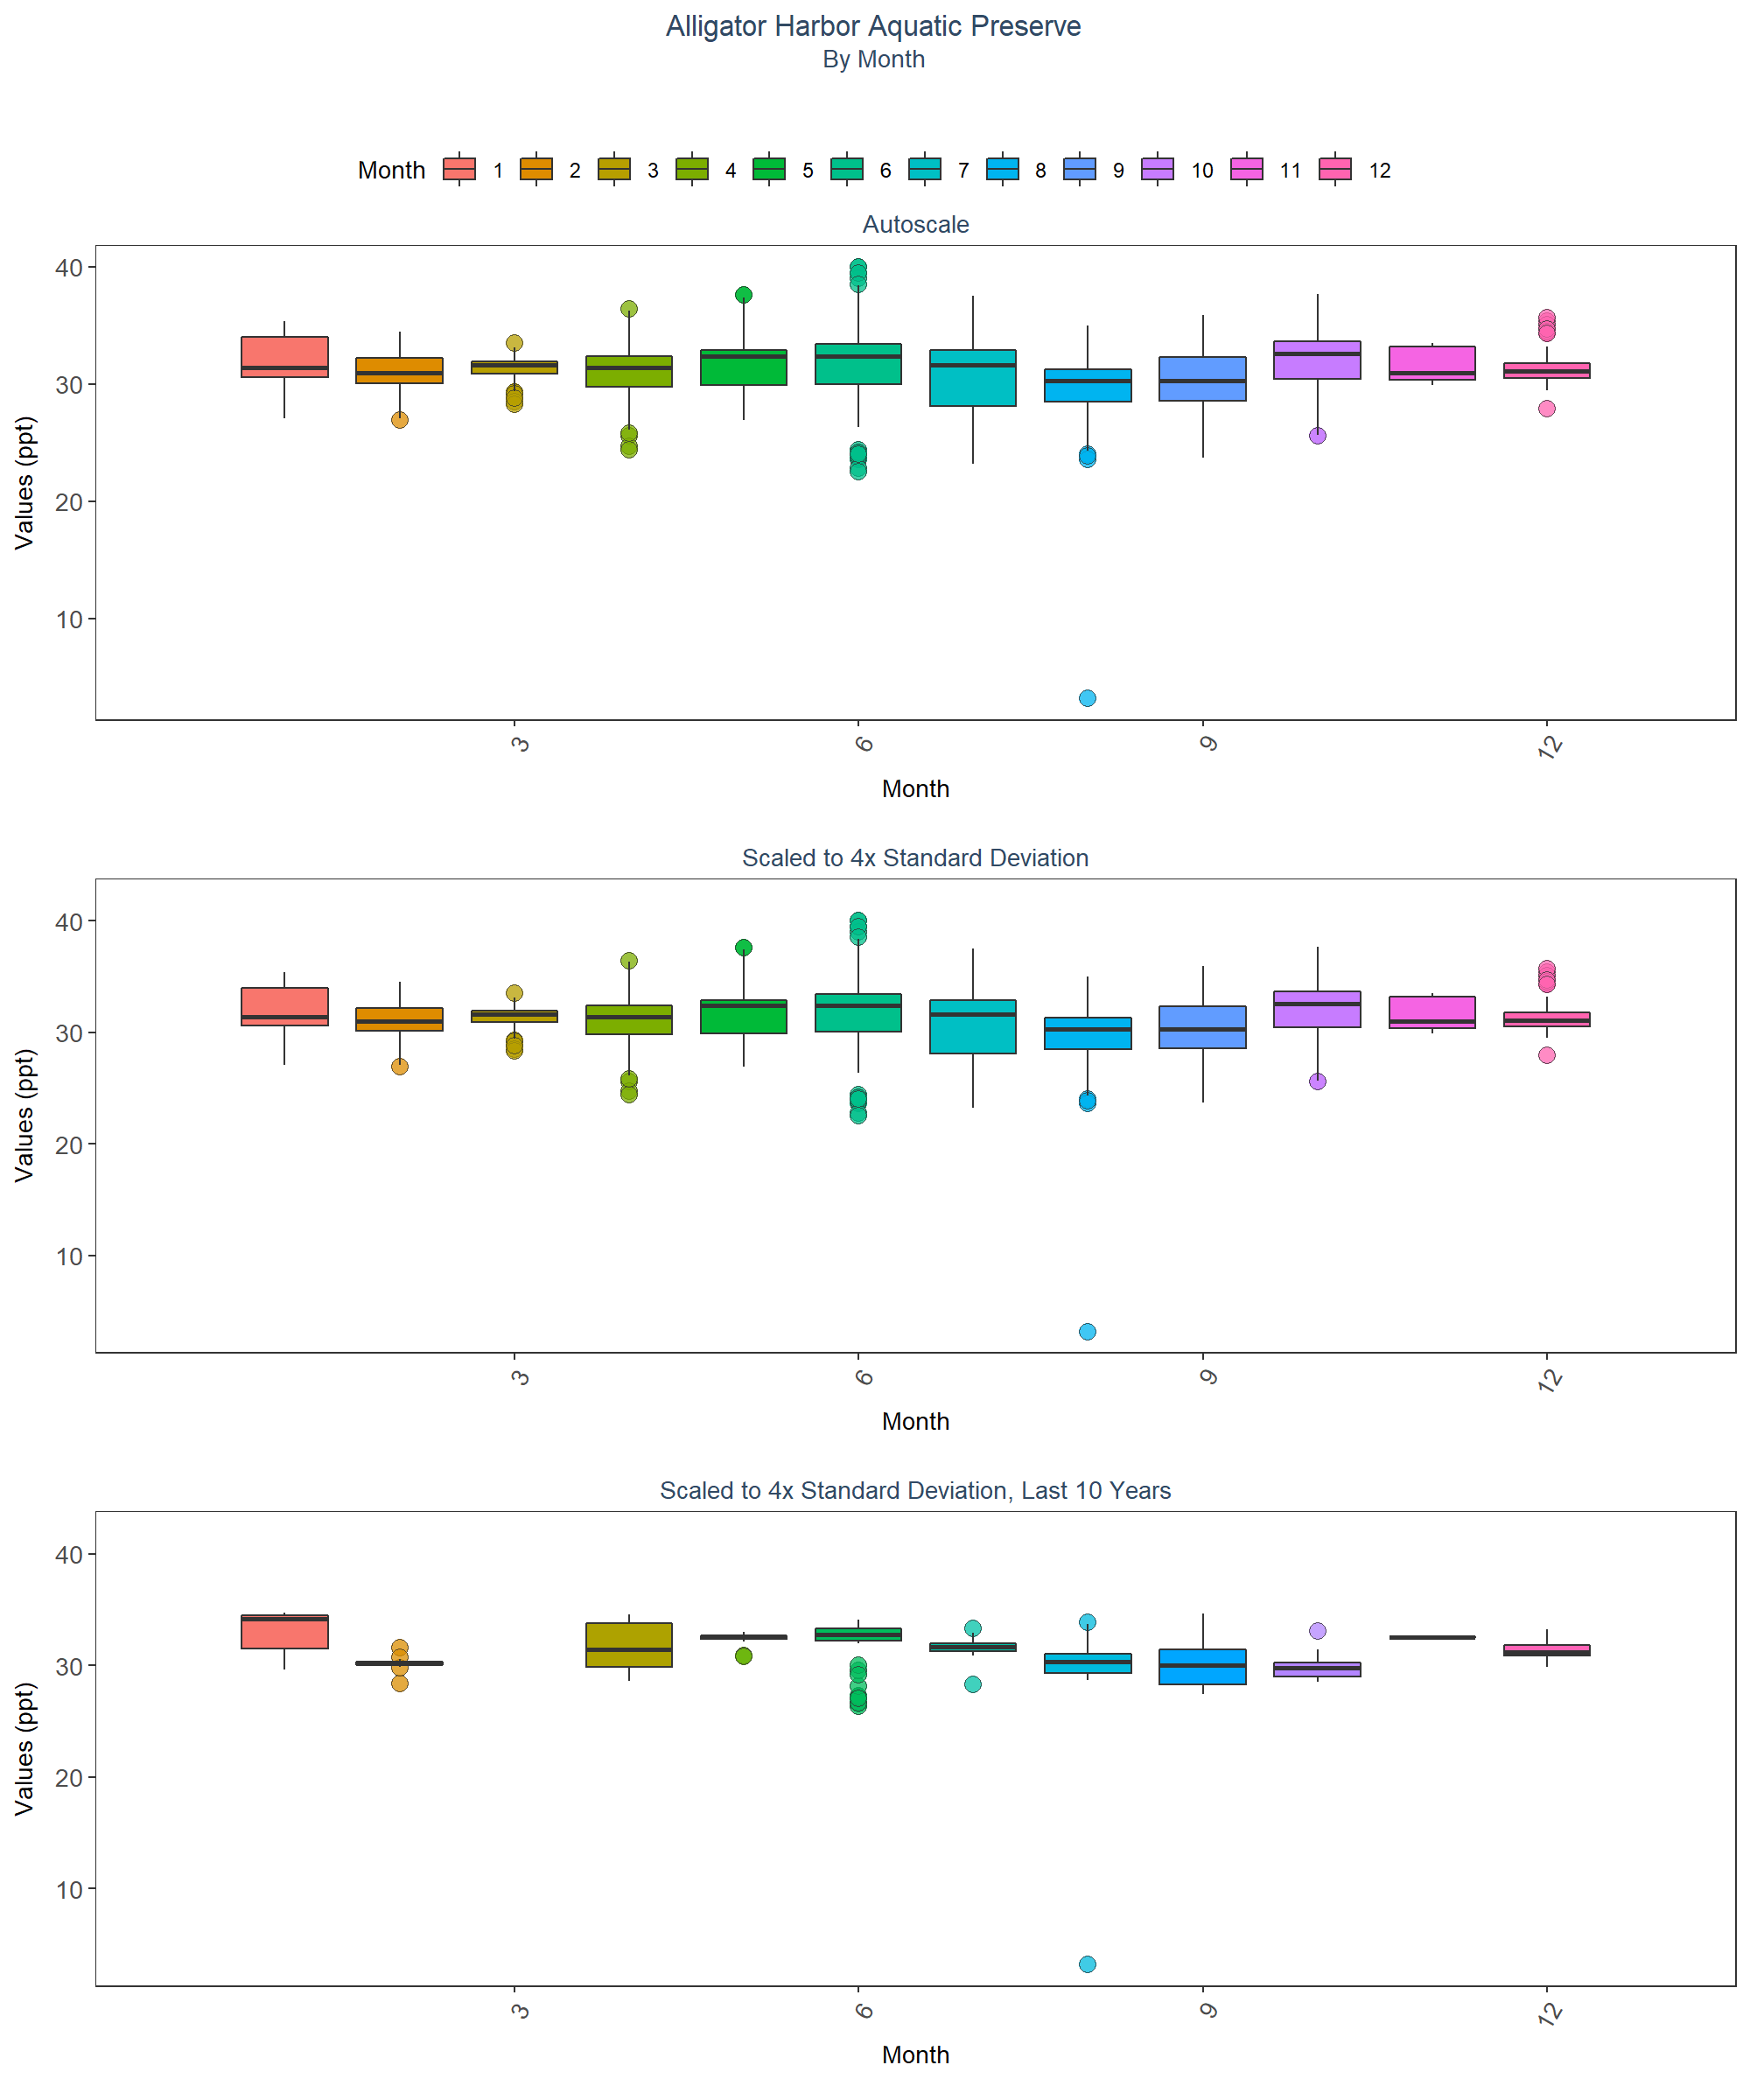 Alligator Harbor Aquatic Preserve
By Month
Month 1 2 3 4 5 6 7 8 9 10 11 12
Autoscale
40
30
20
10
Values (ppt)
3 6 9 12
Month
Scaled to 4x Standard Deviation
40
30
20
10
Values (ppt)
3 6 9 12
Month
Scaled to 4x Standard Deviation, Last 10 Years
40
30
20
10
Values (ppt)
3 6 9 12
Month